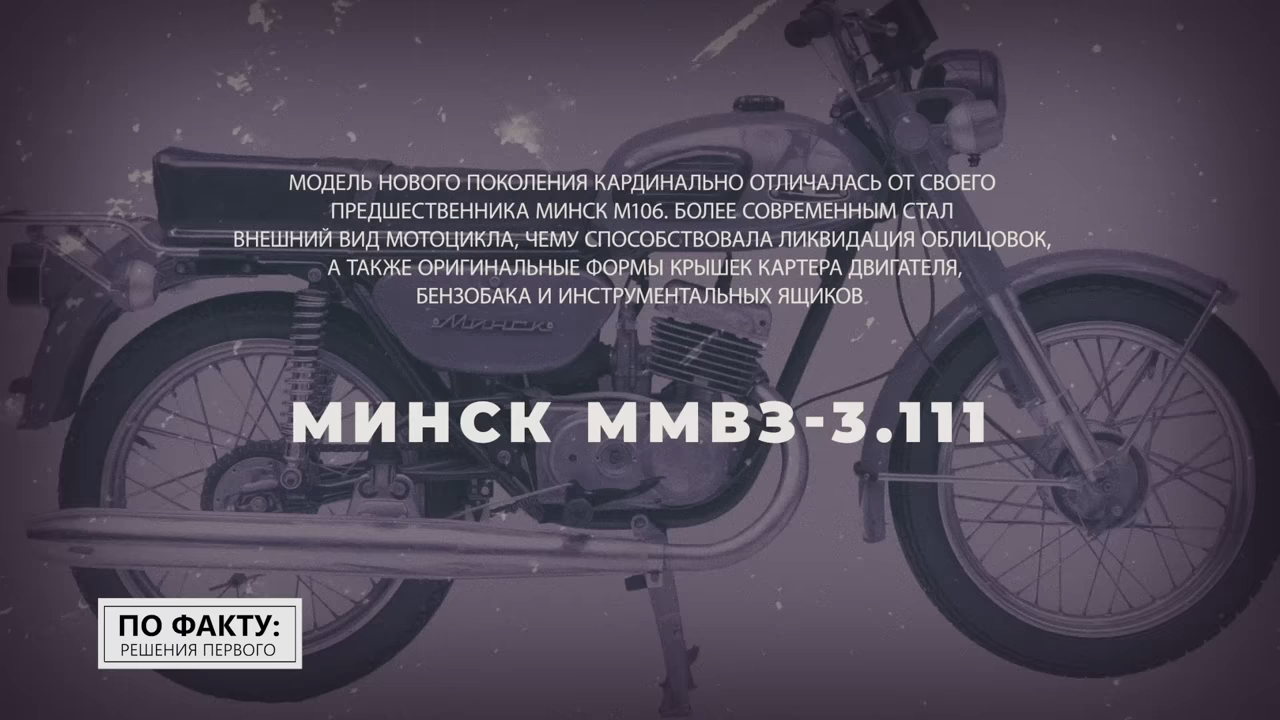 МОДЕЛЬ НОВОГО ПОКОЛЕНИЯ КАРДИНАЛЬНО ОТЛИЧАЛАСЬ ОТ СВОЕГО
ПРЕДШЕСТВЕННИКА МИНСК М106. БОЛЕЕ СОВРЕМЕННЫМ СТАЛ
ВНЕШНИЙ ВИД МОТОЦИКЛА, ЧЕМУ СПОСОБСТВОВАЛА ЛИКВИДАЦИЯ ОБЛИЦОВОК,
А ТАКЖЕ ОРИГИНАЛЬНЫЕ ФОРМЫ КРЫШЕК КАРТЕРА ДВИГАТЕЛЯ,
БЕНЗОБАКА И ИНСТРУМЕНТАЛЬНЫХ ЯЩИКОВ
Минск
МИНСК ММВЗ-3.111
ПО ФАКТУ:
РЕШЕНИЯ ПЕРВОГО